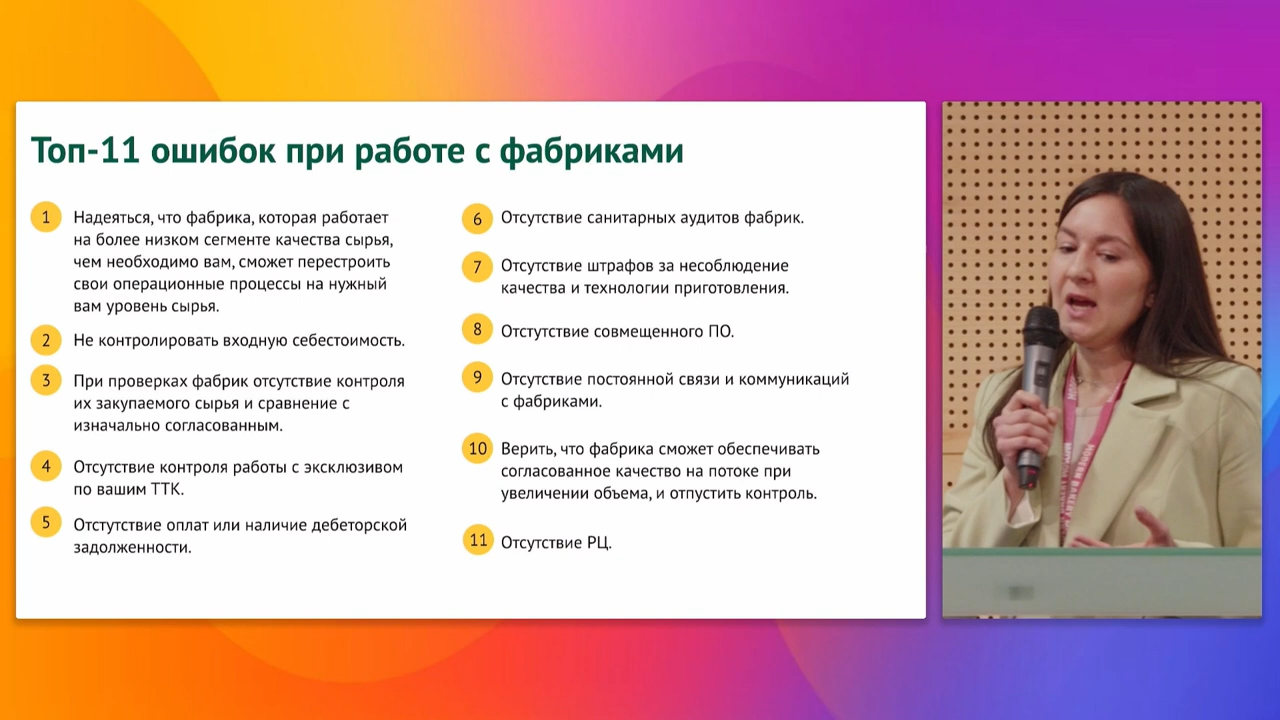 Топ-11 ошибок при работе с фабриками
1
Надеяться, что фабрика, которая работает
на более низком сегменте качества сырья,
чем необходимо вам, сможет перестроить
свои операционные процессы на нужный
вам уровень сырья.
2
Не контролировать входную себестоимость.
3
При проверках фабрик отсутствие контроля
их закупаемого сырья и сравнение с
изначально согласованным.
4
Отсутствие контроля работы с эксклюзивом
по вашим ТТК.
5
Отстутствие оплат или наличие дебеторской
задолженности.
6
Отсутствие санитарных аудитов фабрик.
7
Отсутствие штрафов за несоблюдение
качества и технологии приготовления.
8
Отстутствие совмещенного ПО.
9
Отсутствие постоянной связи и коммуникаций
с фабриками.
10
Верить, что фабрика сможет обеспечивать
согласованное качество на потоке при
увеличении объема, и отпустить контроль.
11
Отсутствие РЦ.
MODERN BAKERY